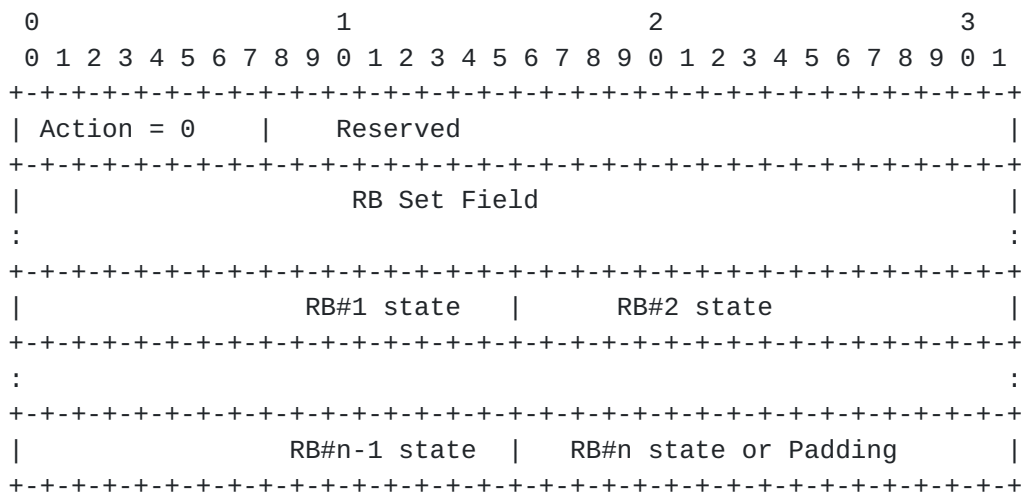 0                   1                   2                   3
 0 1 2 3 4 5 6 7 8 9 0 1 2 3 4 5 6 7 8 9 0 1 2 3 4 5 6 7 8 9 0 1
+-+-+-+-+-+-+-+-+-+-+-+-+-+-+-+-+-+-+-+-+-+-+-+-+-+-+-+-+-+-+-+-+
| Action = 0    |    Reserved                                   |
+-+-+-+-+-+-+-+-+-+-+-+-+-+-+-+-+-+-+-+-+-+-+-+-+-+-+-+-+-+-+-+-+
|                     RB Set Field                              |
:                                                               :
+-+-+-+-+-+-+-+-+-+-+-+-+-+-+-+-+-+-+-+-+-+-+-+-+-+-+-+-+-+-+-+-+
|                  RB#1 state   |      RB#2 state               |
+-+-+-+-+-+-+-+-+-+-+-+-+-+-+-+-+-+-+-+-+-+-+-+-+-+-+-+-+-+-+-+-+
:                                                               :
+-+-+-+-+-+-+-+-+-+-+-+-+-+-+-+-+-+-+-+-+-+-+-+-+-+-+-+-+-+-+-+-+
|                 RB#n-1 state  |   RB#n state or Padding       |
+-+-+-+-+-+-+-+-+-+-+-+-+-+-+-+-+-+-+-+-+-+-+-+-+-+-+-+-+-+-+-+-+